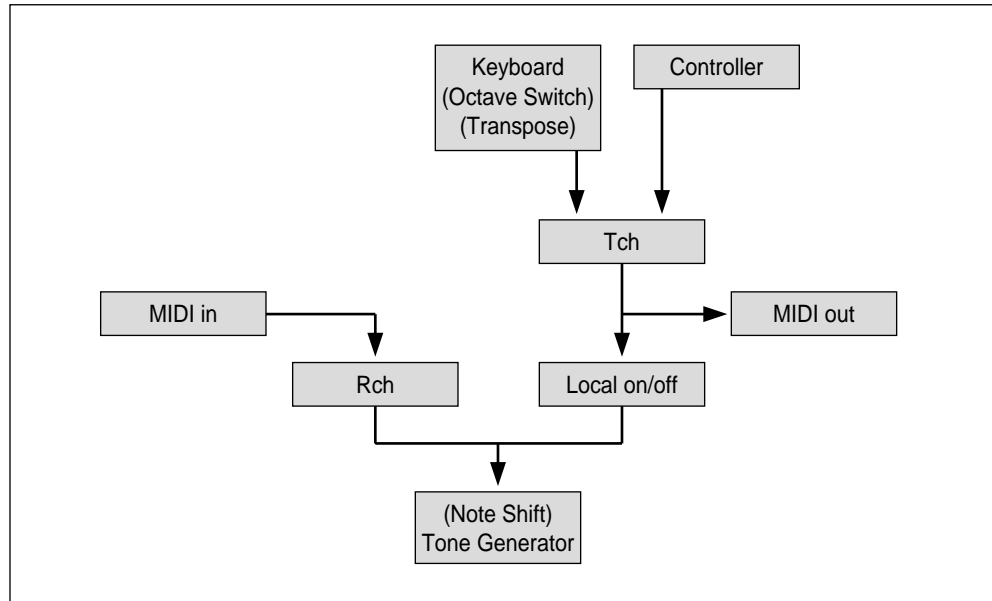 Keyboard
(Octave Switch)
(Transpose)
Controller
Tch
MIDI in
MIDI out
Rch
Local on/off
(Note Shift)
Tone Generator